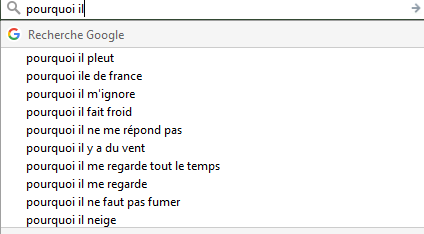 pourquoi il
Recherche Google
pourquoi il pleut
pourquoi ile de france
pourquoi il m'ignore
pourquoi il fait froid
pourquoi il ne me répond pas
pourquoi il y a du vent
pourquoi il me regarde tout le temps
pourquoi il me regarde
pourquoi il ne faut pas fumer
pourquoi il neige